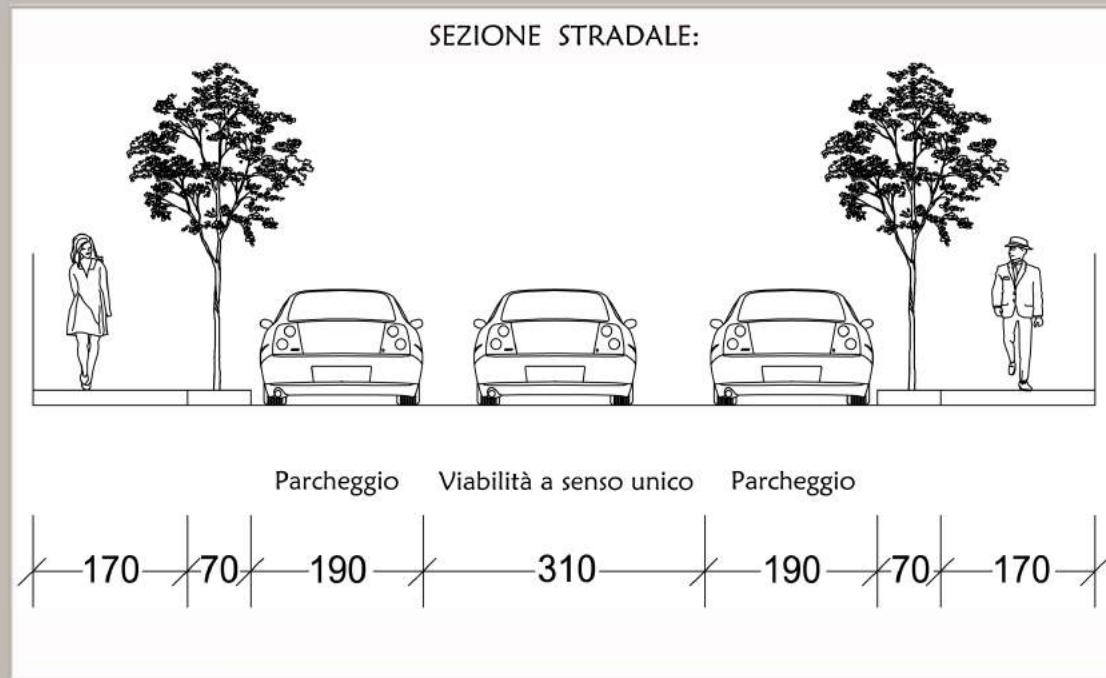 SEZIONE STRADALE:
Parcheggio Viabilità a senso unico Parcheggio
170 70 190 310 190 70 170